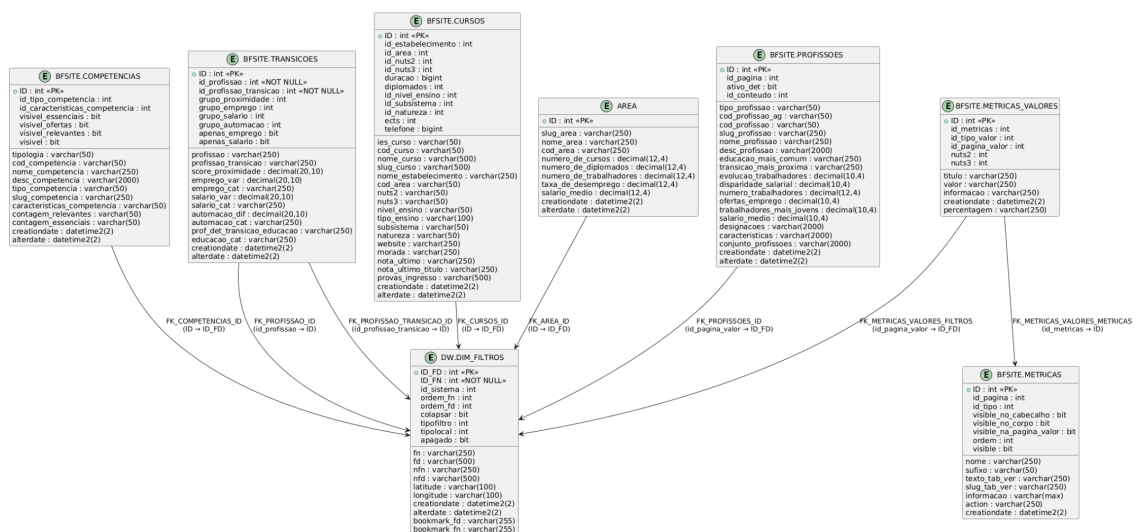 E BFSITE.COMPETENCIAS
ID : int «PK»
id_tipo_competencia : int
id_caracteristicas_competencia : int
visivel_essenciais : bit
visivel_ofertas : bit
visivel_relevantes : bit
visivel : bit
tipologia : varchar(50)
cod_competencia : varchar(50)
nome_competencia : varchar(250)
desc_competencia : varchar(2000)
tipo_competencia : varchar(50)
slug_competencia : varchar(250)
caracteristicas_competencia : varchar(50)
contagem_relevantes : varchar(50)
contagem_essenciais : varchar(50)
creationdate : datetime2(2)
alterdate : datetime2(2)
E BFSITE.TRANSICOES
ID : int «PK»
id_profissao : int «NOT NULL»
id_profissao_transicao : int «NOT NULL»
grupo_proximidade : int
grupo_emprego : int
grupo_salario : int
grupo_automacao : int
apenas_emprego : bit
apenas_salario : bit
profissao : varchar(250)
profissao_transicao : varchar(250)
score_proximidade : decimal(20,10)
emprego_var : decimal(20,10)
emprego_cat : varchar(250)
salario_var : decimal(20,10)
salario_cat : varchar(250)
automacao_dif : decimal(20,10)
automacao_cat : varchar(250)
prof_det_transicao_educacao : varchar(250)
educacao_cat : varchar(250)
creationdate : datetime2(2)
alterdate : datetime2(2)
E BFSITE.CURSOS
ID : int «PK»
id_estabelecimento : int
id_area : int
id_nuts2 : int
id_nuts3 : int
duracao : bigint
diplomados : int
id_nivel_ensino : int
id_subsistema : int
id_natureza : int
ects : int
telefone : bigint
ies_curso : varchar(50)
cod_curso : varchar(50)
nome_curso : varchar(500)
slug_curso : varchar(500)
nome_estabelecimento : varchar(250)
cod_area : varchar(50)
nuts2 : varchar(50)
nuts3 : varchar(50)
nivel_ensino : varchar(50)
tipo_ensino : varchar(100)
subsistema : varchar(50)
natureza : varchar(50)
website : varchar(250)
morada : varchar(250)
nota_ultimo : varchar(250)
nota_ultimo_titulo : varchar(250)
provas_ingresso : varchar(500)
creationdate : datetime2(2)
alterdate : datetime2(2)
E AREA
ID : int «PK»
slug_area : varchar(250)
nome_area : varchar(250)
cod_area : varchar(250)
numero_de_cursos : decimal(12,4)
numero_de_diplomados : decimal(12,4)
numero_de_trabalhadores : decimal(12,4)
taxa_de_desemprego : decimal(12,4)
salario_medio : decimal(12,4)
creationdate : datetime2(2)
alterdate : datetime2(2)
E BFSITE.PROFISSOES
ID : int «PK»
id_pagina : int
ativo_det : bit
id_conteudo : int
tipo_profissao : varchar(50)
cod_profissao_ag : varchar(50)
cod_profissao : varchar(50)
slug_profissao : varchar(250)
nome_profissao : varchar(250)
desc_profissao : varchar(2000)
educacao_mais_comum : varchar(250)
transicao_mais_proxima : varchar(250)
evolucao_trabalhadores : decimal(10,4)
disparidade_salarial : decimal(10,4)
numero_trabalhadores : decimal(12,4)
ofertas_emprego : decimal(10,4)
trabalhadores_mais_jovens : decimal(10,4)
salario_medio : decimal(10,4)
designacoes : varchar(2000)
caracteristicas : varchar(2000)
conjunto_profissoes : varchar(2000)
creationdate : datetime2(2)
alterdate : datetime2(2)
E BFSITE.METRICAS_VALORES
ID : int «PK»
id_metricas : int
id_tipo_valor : int
id_pagina_valor : int
nuts2 : int
nuts3 : int
titulo : varchar(250)
valor : varchar(250)
informacao : varchar(250)
creationdate : datetime2(2)
percentagem : varchar(250)
FK_COMPETENCIAS_ID
(ID → ID_FD)
FK_PROFISSAO_ID
(id_profissao → ID)
FK_PROFISSAO_TRANSICAO_ID
(id_profissao_transicao → ID)
FK_CURSOS_ID
(ID → ID_FD)
FK_AREA_ID
(ID → ID_FD)
FK_PROFISSOES_ID
(id_pagina_valor → ID_FD)
FK_METRICAS_VALORES_FILTROS
(id_pagina_valor → ID_FD)
FK_METRICAS_VALORES_METRICAS
(id_metricas → ID)
E DW.DIM_FILTROS
ID_FD : int «PK»
ID_FN : int «NOT NULL»
id_sistema : int
ordem_fn : int
ordem_fd : int
colapsar : bit
tipofiltro : int
tipolocal : int
apagado : bit
fn : varchar(250)
fd : varchar(500)
nfn : varchar(250)
nfd : varchar(500)
latitude : varchar(100)
longitude : varchar(100)
creationdate : datetime2(2)
alterdate : datetime2(2)
bookmark_fd : varchar(255)
bookmark_fn : varchar(255)
E BFSITE.METRICAS
ID : int «PK»
id_pagina : int
id_tipo : int
visible_no_cabecalho : bit
visible_no_corpo : bit
visible_na_pagina_valor : bit
ordem : int
visible : bit
nome : varchar(250)
sufixo : varchar(50)
texto_tab_ver : varchar(250)
slug_tab_ver : varchar(250)
informacao : varchar(max)
action : varchar(250)
creationdate : datetime2(2)